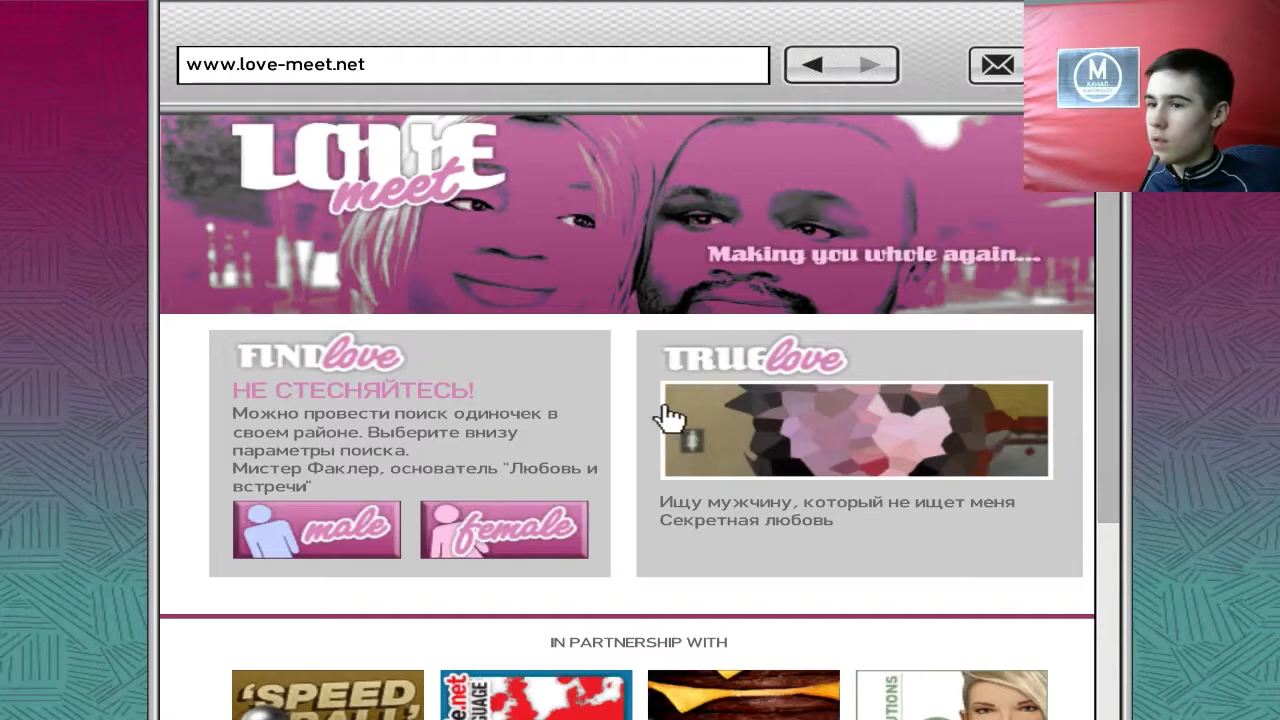 www.love-meet.net
М
КАНАЛ
LOVE
meet
Making you whole again...
FIND love
НЕ СТЕСНЯЙТЕСЬ!
Можно провести поиск одиночек в
своем районе. Выберите внизу
параметры поиска.
Мистер Факлер, основатель "Любовь и
встречи"
male
female
TRUE love
Ищу мужчину, который не ищет меня
Секретная любовь
IN PARTNERSHIP WITH
'SPEED
BALL'